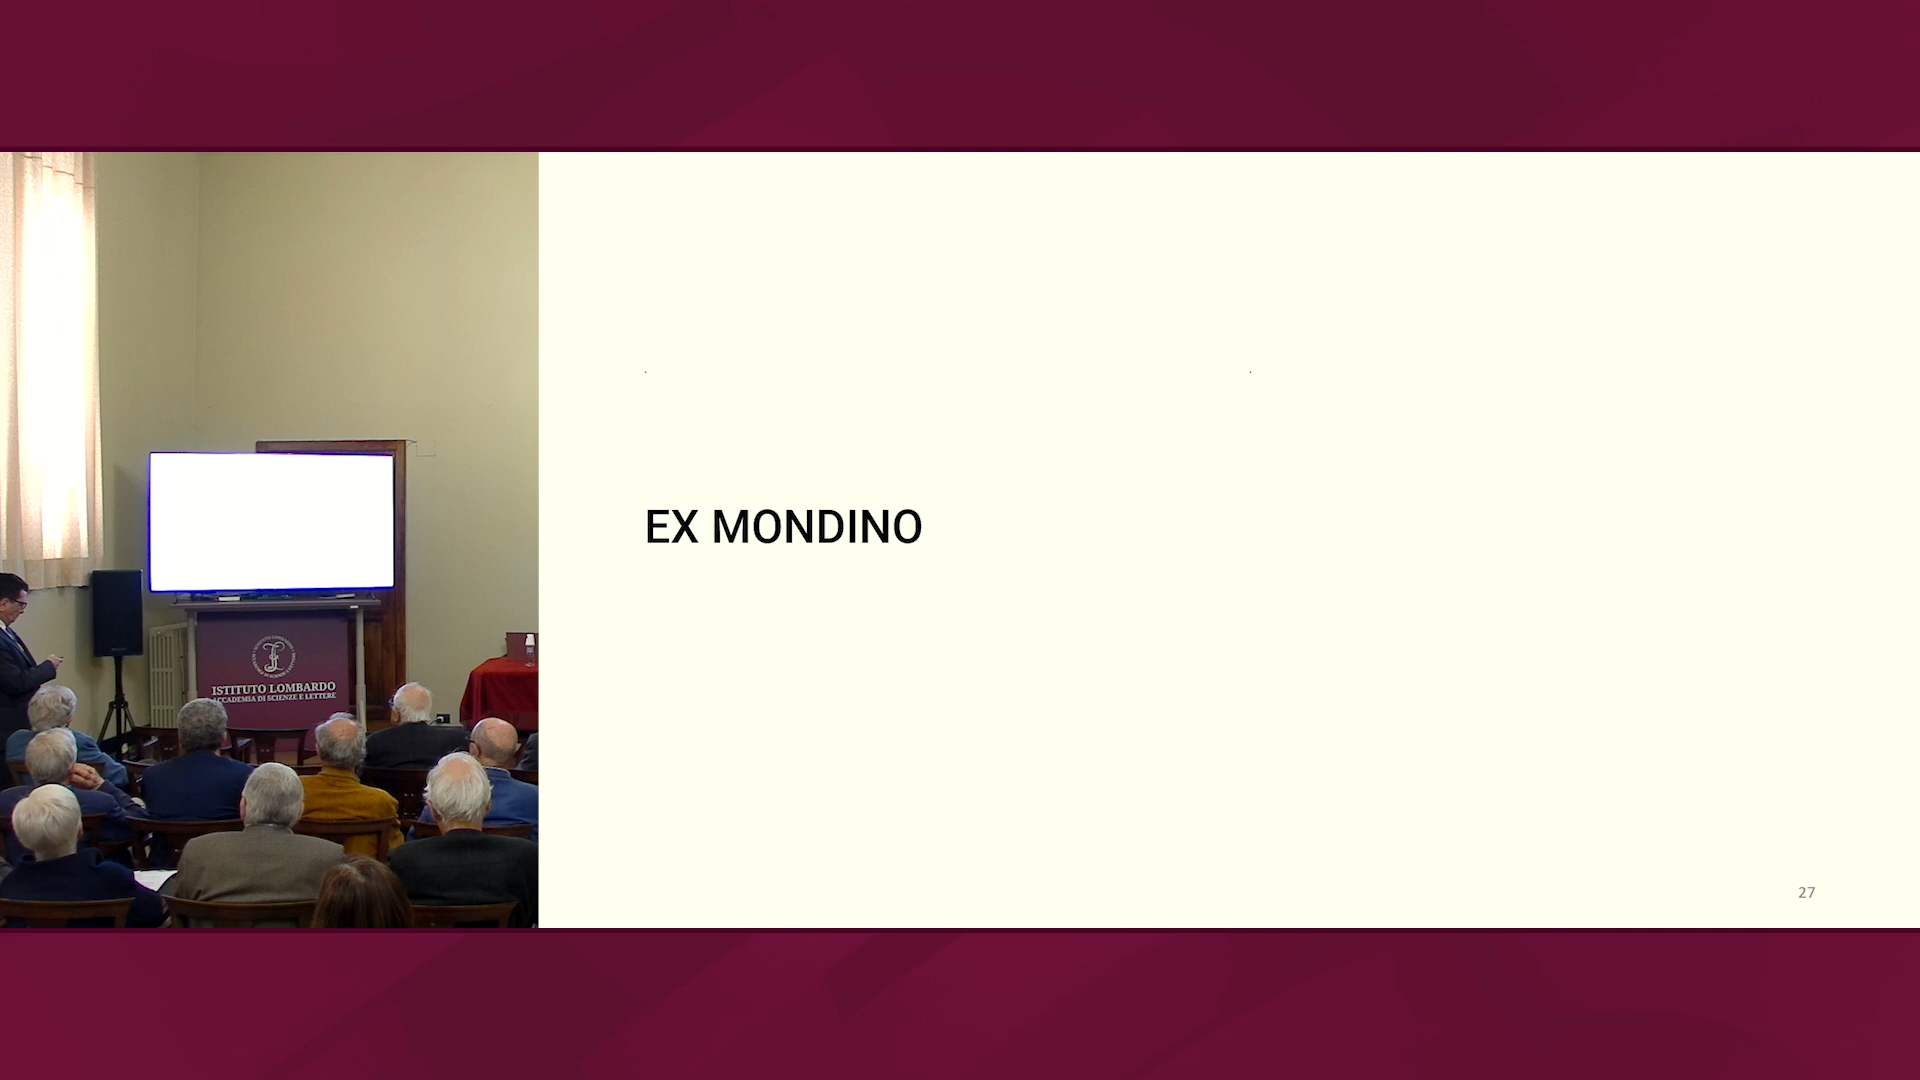 ISTITUTO LOMBARDO
ACCADEMIA DI SCIENZE E LETTERE
EX MONDINO
27